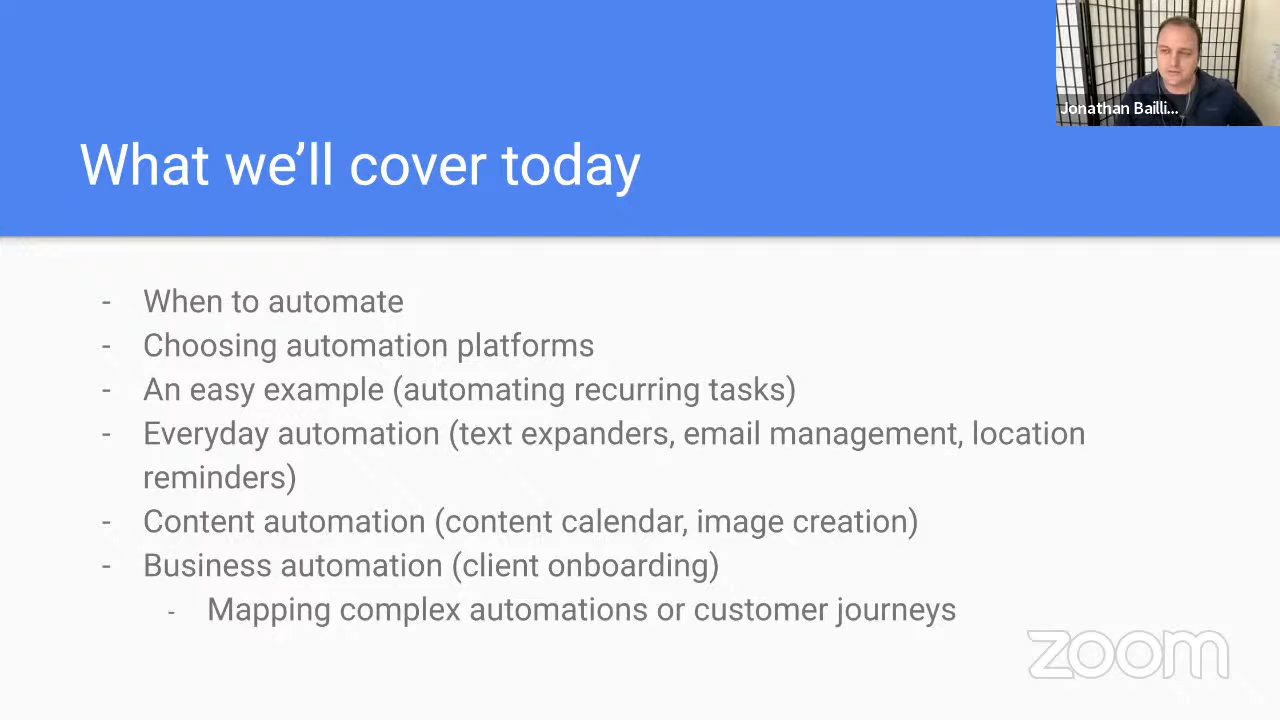 Jonathan Bailli...
What we’ll cover today
- When to automate
- Choosing automation platforms
- An easy example (automating recurring tasks)
- Everyday automation (text expanders, email management, location
reminders)
- Content automation (content calendar, image creation)
- Business automation (client onboarding)
- Mapping complex automations or customer journeys
zoom